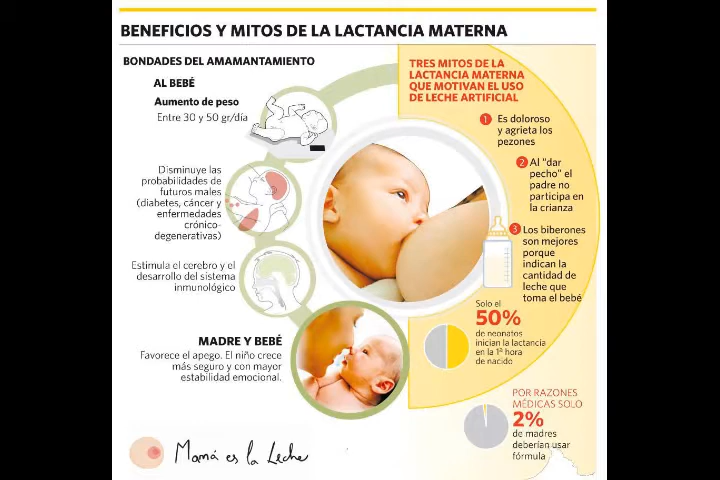 BENEFICIOS Y MITOS DE LA LACTANCIA MATERNA
BONDADES DEL AMAMANTAMIENTO
AL BEBÉ
Aumento de peso
Entre 30 y 50 gr/día
Disminuye las
probabilidades de
futuros males
(diabetes, cáncer y
enfermedades
crónico-
degenerativas)
Estimula el cerebro y el
desarrollo del sistema
inmunológico
MADRE Y BEBÉ
Favorece el apego. El niño crece
más seguro y con mayor
estabilidad emocional.
TRES MITOS DE LA
LACTANCIA MATERNA
QUE MOTIVAN EL USO
DE LECHE ARTIFICIAL
1 Es doloroso
y agrieta los
pezones
2 Al "dar
pecho" el
padre no
participa en
la crianza
3 Los biberones
son mejores
porque
indican la
cantidad de
leche que
toma el bebé
Solo el
50%
de neonatos
inician la lactancia
en la 1ª hora
de nacido
POR RAZONES
MÉDICAS SOLO
2%
de madres
deberían usar
fórmula
Mamá es la Leche